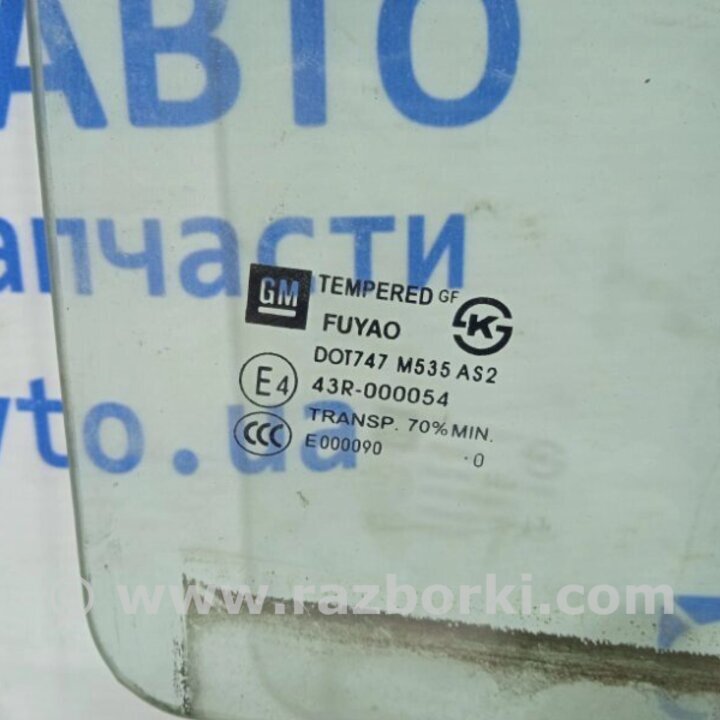 АВТО
апчасти
vto.ua
GM TEMPERED GF
FUYAO K
DOT747 M535 AS2
E4 43R-000054
TRANSP. 70% MIN.
CCC E000090 ·0
© www.razborki.com